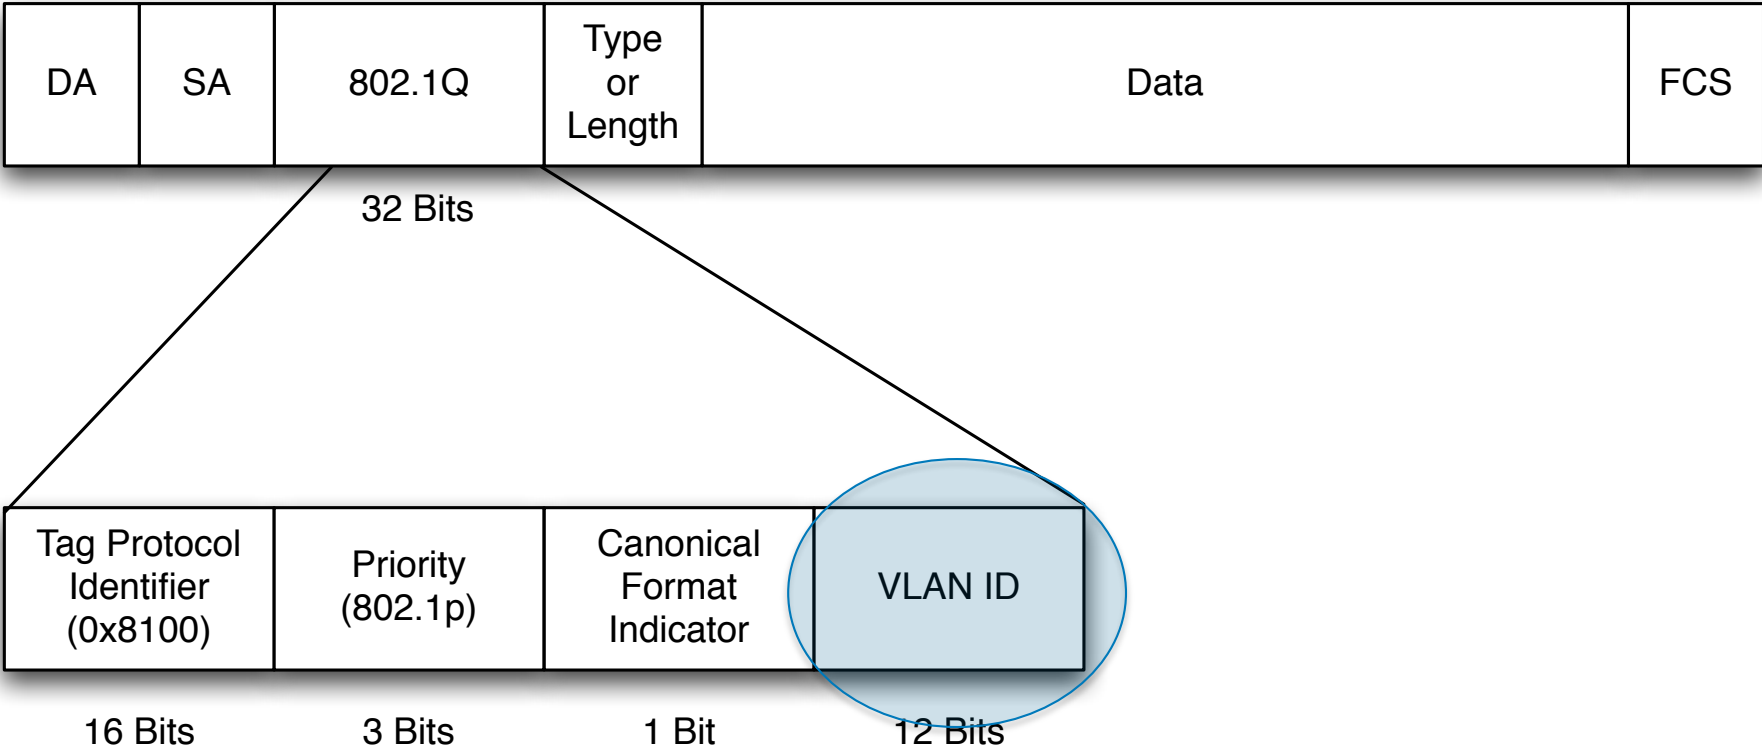 DA
SA
802.1Q
Type
or
Length
Data
FCS
32 Bits
Tag Protocol
Identifier
(0x8100)
Priority
(802.1p)
Canonical
Format
Indicator
VLAN ID
16 Bits
3 Bits
1 Bit
12 Bits